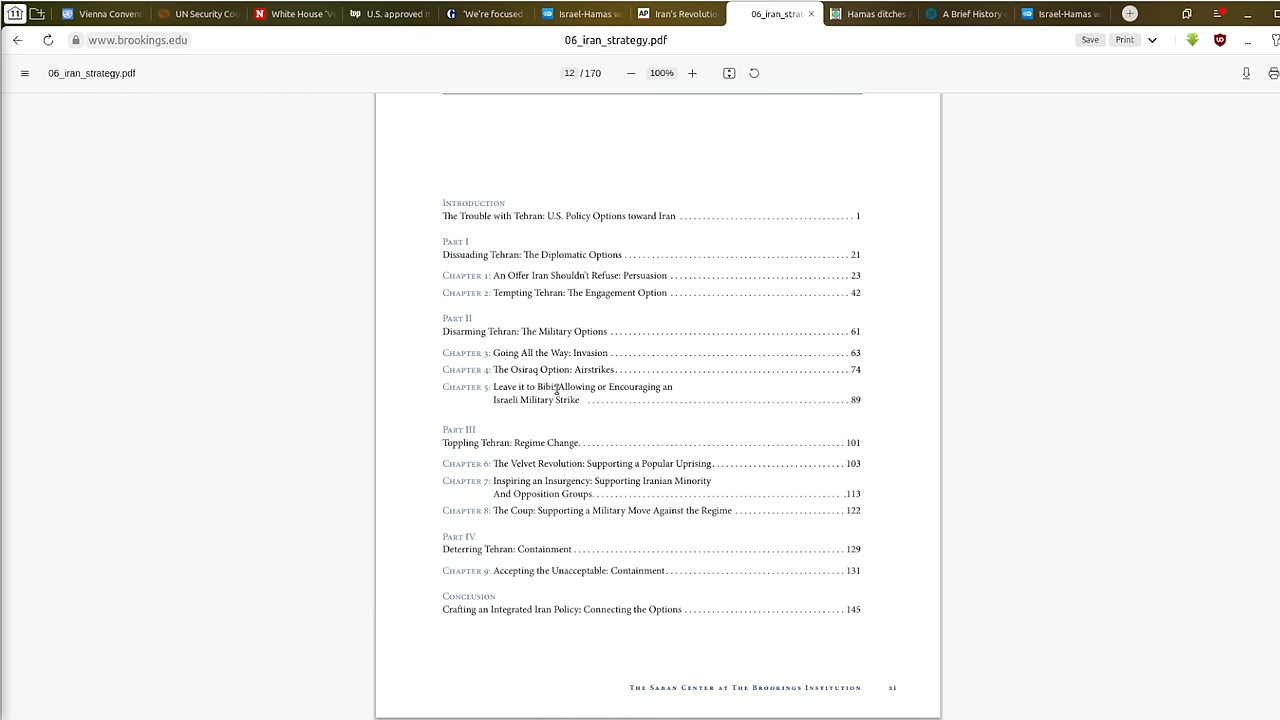 Vienna Convent
UN Security Cou
White House 'V
U.S. approved m
'We're focused
Israel-Hamas w
AP Iran's Revolutio
06_iran_strat
Hamas ditches
A Brief History o
Israel-Hamas w
www.brookings.edu
06_iran_strategy.pdf
Save Print
06_iran_strategy.pdf
12 / 170
100%
Introduction
The Trouble with Tehran: U.S. Policy Options toward Iran . . . . . . . . . . . . . . . . . . . . . . . . . . . . . . . . . . . . . 1
Part I
Dissuading Tehran: The Diplomatic Options . . . . . . . . . . . . . . . . . . . . . . . . . . . . . . . . . . . . . . . . . . . . . . . 21
Chapter 1: An Offer Iran Shouldn't Refuse: Persuasion . . . . . . . . . . . . . . . . . . . . . . . . . . . . . . . . . . . . . 23
Chapter 2: Tempting Tehran: The Engagement Option . . . . . . . . . . . . . . . . . . . . . . . . . . . . . . . . . . . . . 42
Part II
Disarming Tehran: The Military Options . . . . . . . . . . . . . . . . . . . . . . . . . . . . . . . . . . . . . . . . . . . . . . . . . . 61
Chapter 3: Going All the Way: Invasion . . . . . . . . . . . . . . . . . . . . . . . . . . . . . . . . . . . . . . . . . . . . . . . . . . 63
Chapter 4: The Osiraq Option: Airstrikes . . . . . . . . . . . . . . . . . . . . . . . . . . . . . . . . . . . . . . . . . . . . . . . . . 74
Chapter 5: Leave it to Bibi: Allowing or Encouraging an
Israeli Military Strike . . . . . . . . . . . . . . . . . . . . . . . . . . . . . . . . . . . . . . . . . . . . . . . . . . . . . . . 89
Part III
Toppling Tehran: Regime Change. . . . . . . . . . . . . . . . . . . . . . . . . . . . . . . . . . . . . . . . . . . . . . . . . . . . . . . . 101
Chapter 6: The Velvet Revolution: Supporting a Popular Uprising. . . . . . . . . . . . . . . . . . . . . . . . . . . . 103
Chapter 7: Inspiring an Insurgency: Supporting Iranian Minority
And Opposition Groups. . . . . . . . . . . . . . . . . . . . . . . . . . . . . . . . . . . . . . . . . . . . . . . . . . . . . .113
Chapter 8: The Coup: Supporting a Military Move Against the Regime . . . . . . . . . . . . . . . . . . . . . . . 122
Part IV
Deterring Tehran: Containment . . . . . . . . . . . . . . . . . . . . . . . . . . . . . . . . . . . . . . . . . . . . . . . . . . . . . . . . . 129
Chapter 9: Accepting the Unacceptable: Containment . . . . . . . . . . . . . . . . . . . . . . . . . . . . . . . . . . . . . 131
Conclusion
Crafting an Integrated Iran Policy: Connecting the Options . . . . . . . . . . . . . . . . . . . . . . . . . . . . . . . . . . 145
The Saban Center at The Brookings Institution xi